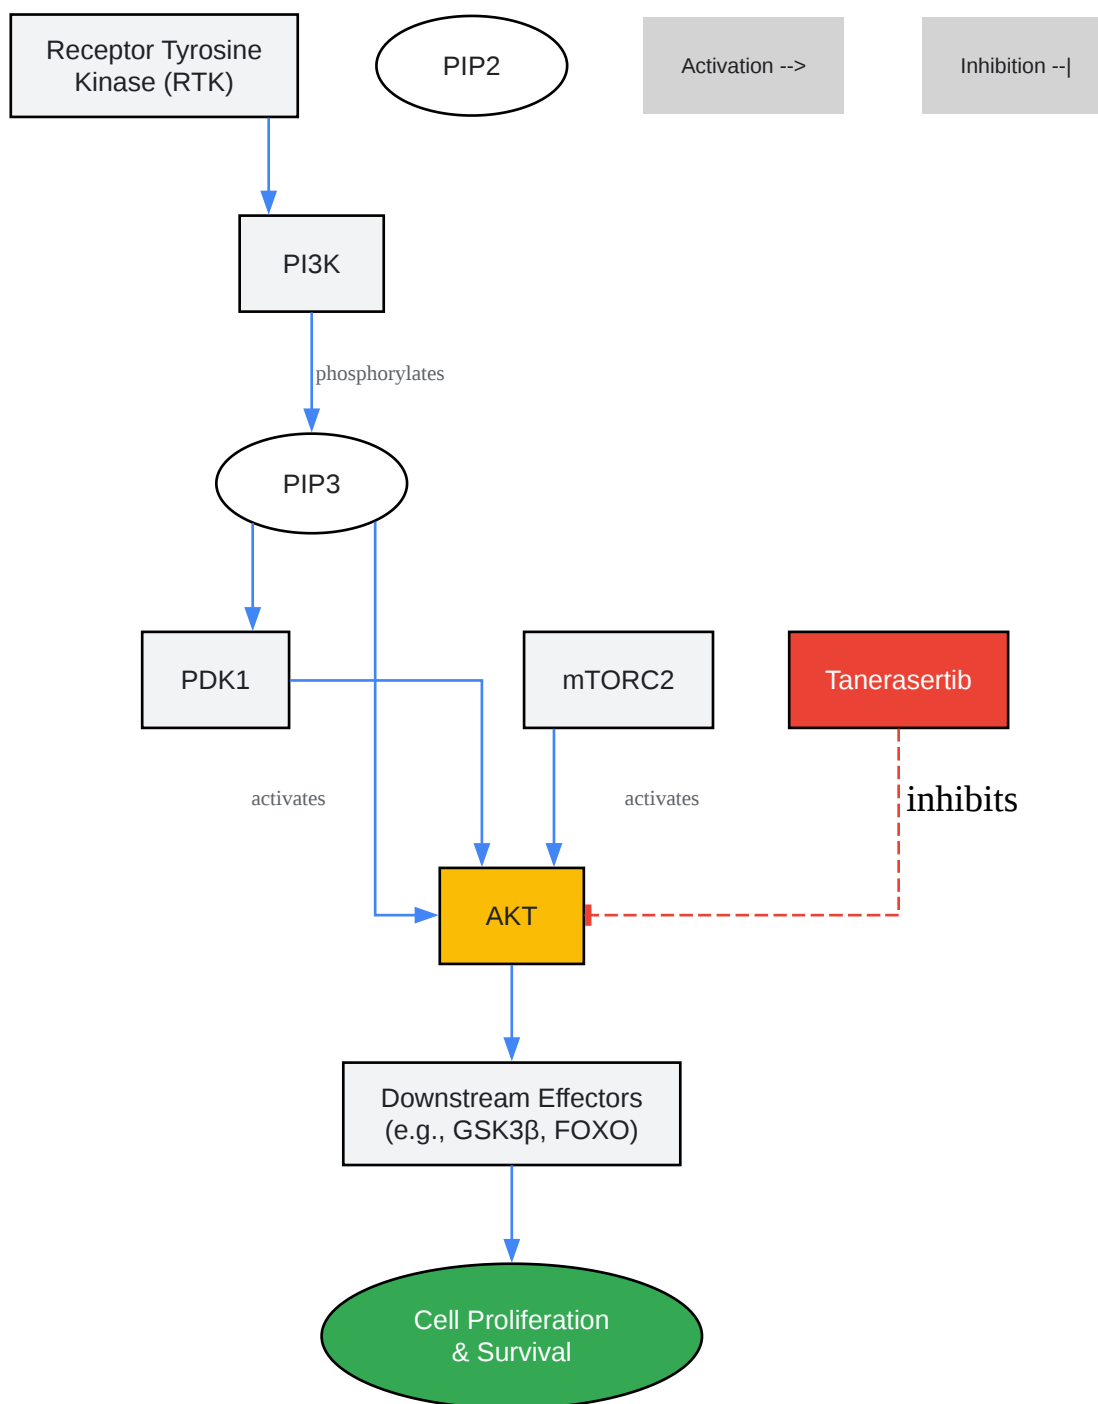 Receptor Tyrosine
Kinase (RTK)
PIP2
Activation -->
Inhibition --|
PI3K
phosphorylates
PIP3
PDK1
mTORC2
Tanerasertib
activates
activates
inhibits
AKT
Downstream Effectors
(e.g., GSK3β, FOXO)
Cell Proliferation
& Survival